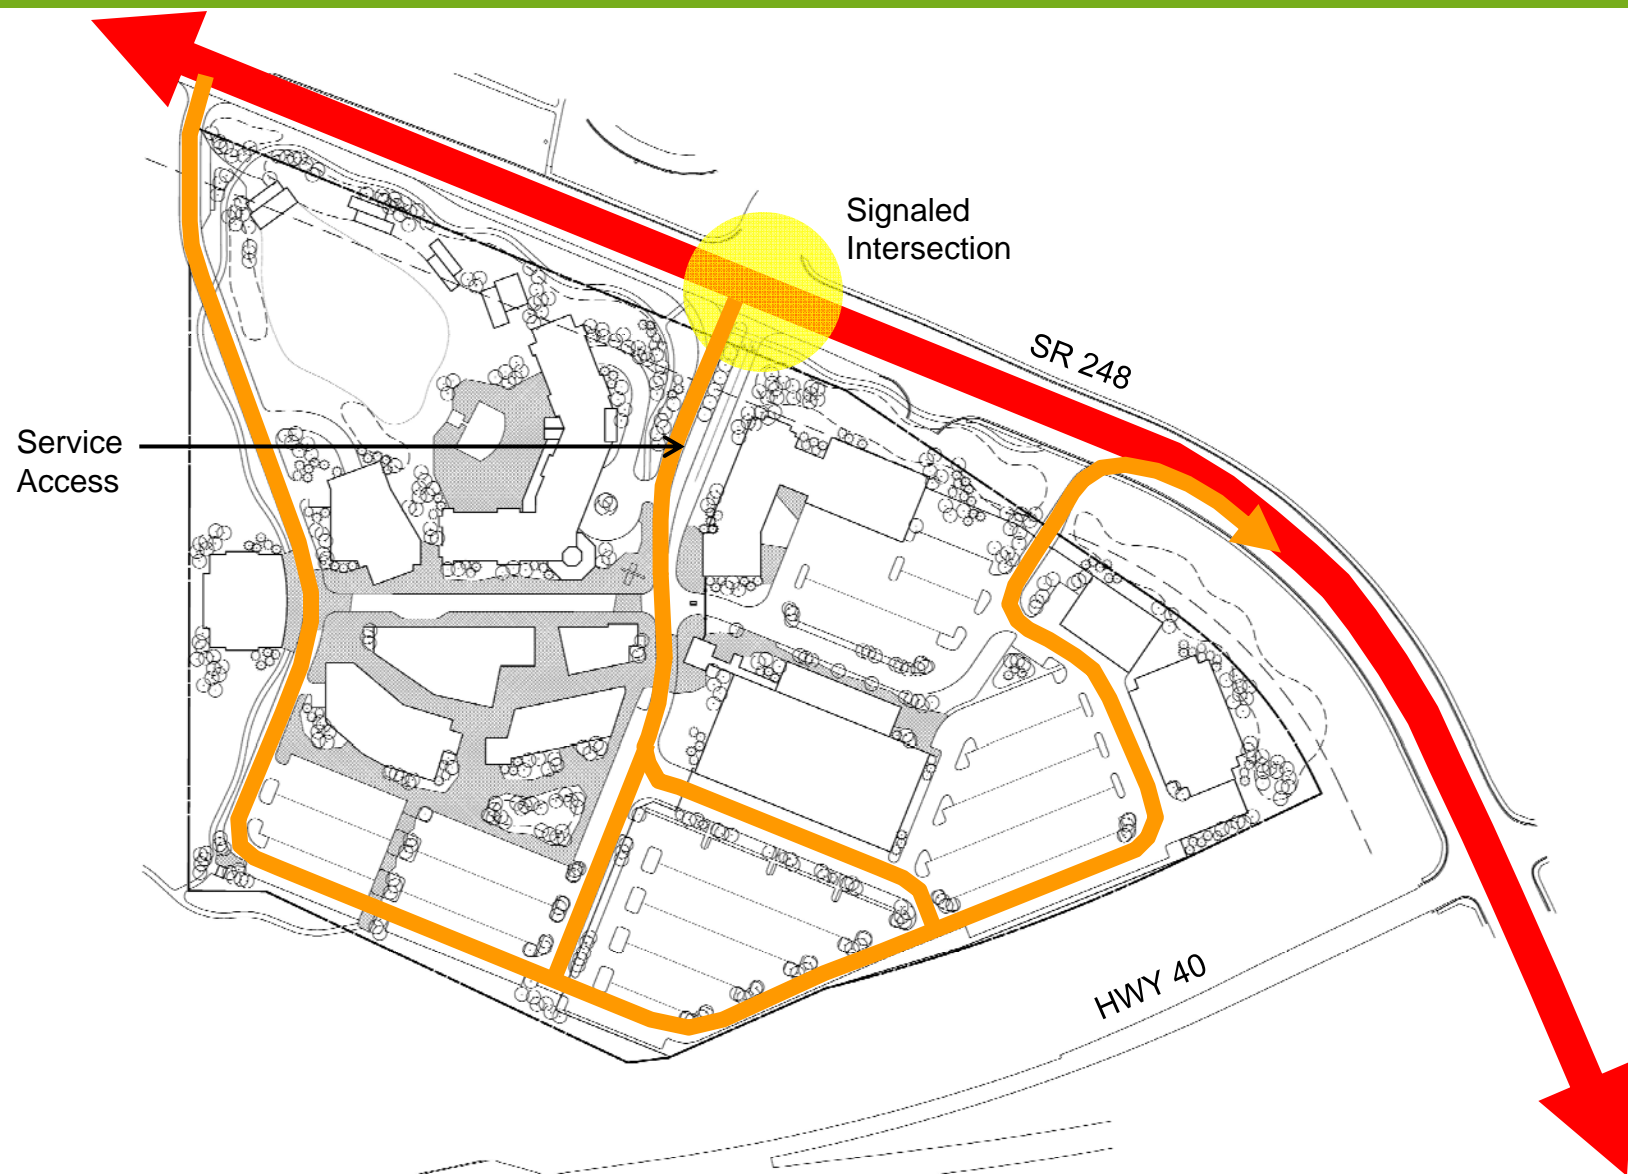 Signaled
Intersection
SR 248
Service
Access
HWY 40